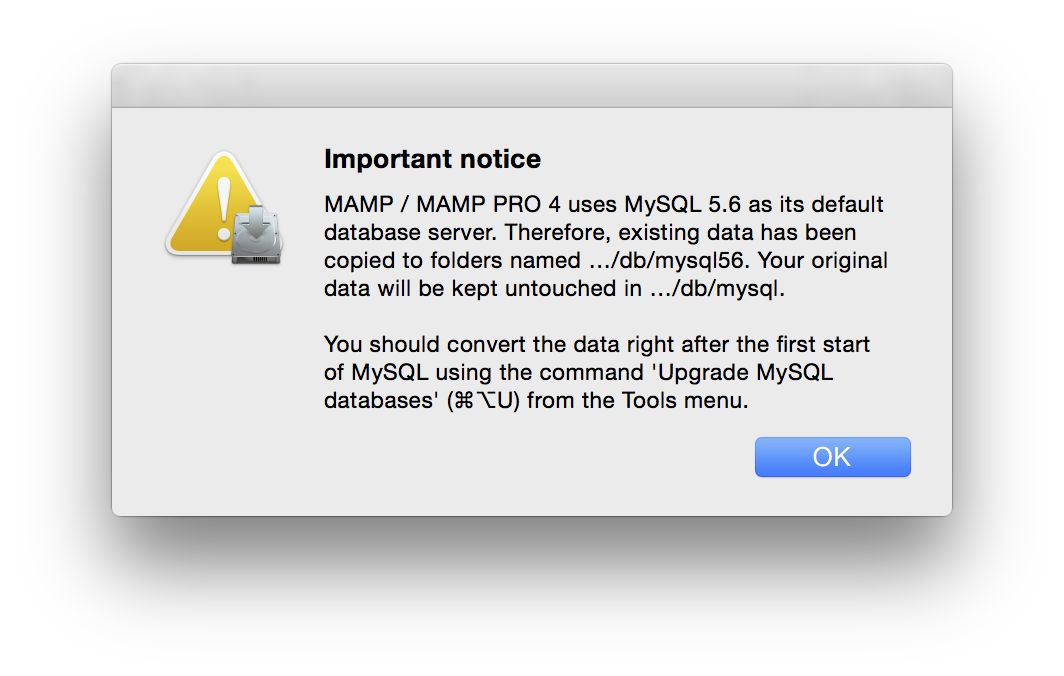 Important notice
MAMP / MAMP PRO 4 uses MySQL 5.6 as its default
database server. Therefore, existing data has been
copied to folders named …/db/mysql56. Your original
data will be kept untouched in …/db/mysql.
You should convert the data right after the first start
of MySQL using the command 'Upgrade MySQL
databases' (⌘⌥U) from the Tools menu.
OK